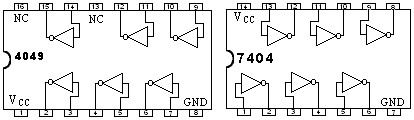 16 15 14 13 12 11 10 9
NC NC
4049
VCC GND
1 2 3 4 5 6 7 8
14 13 12 11 10 9 8
VCC
7404
GND
1 2 3 4 5 6 7